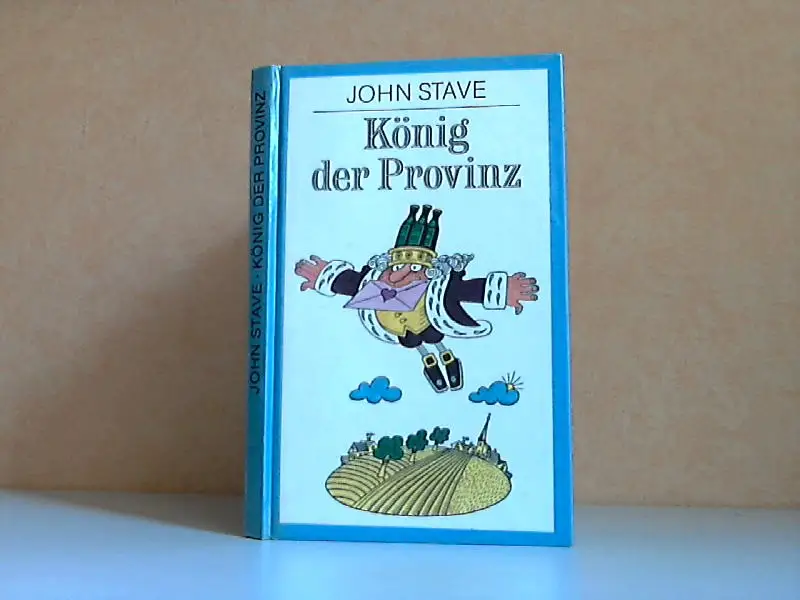 JOHN STAVE
König
der Provinz
JOHN STAVE · KÖNIG DER PROVINZ